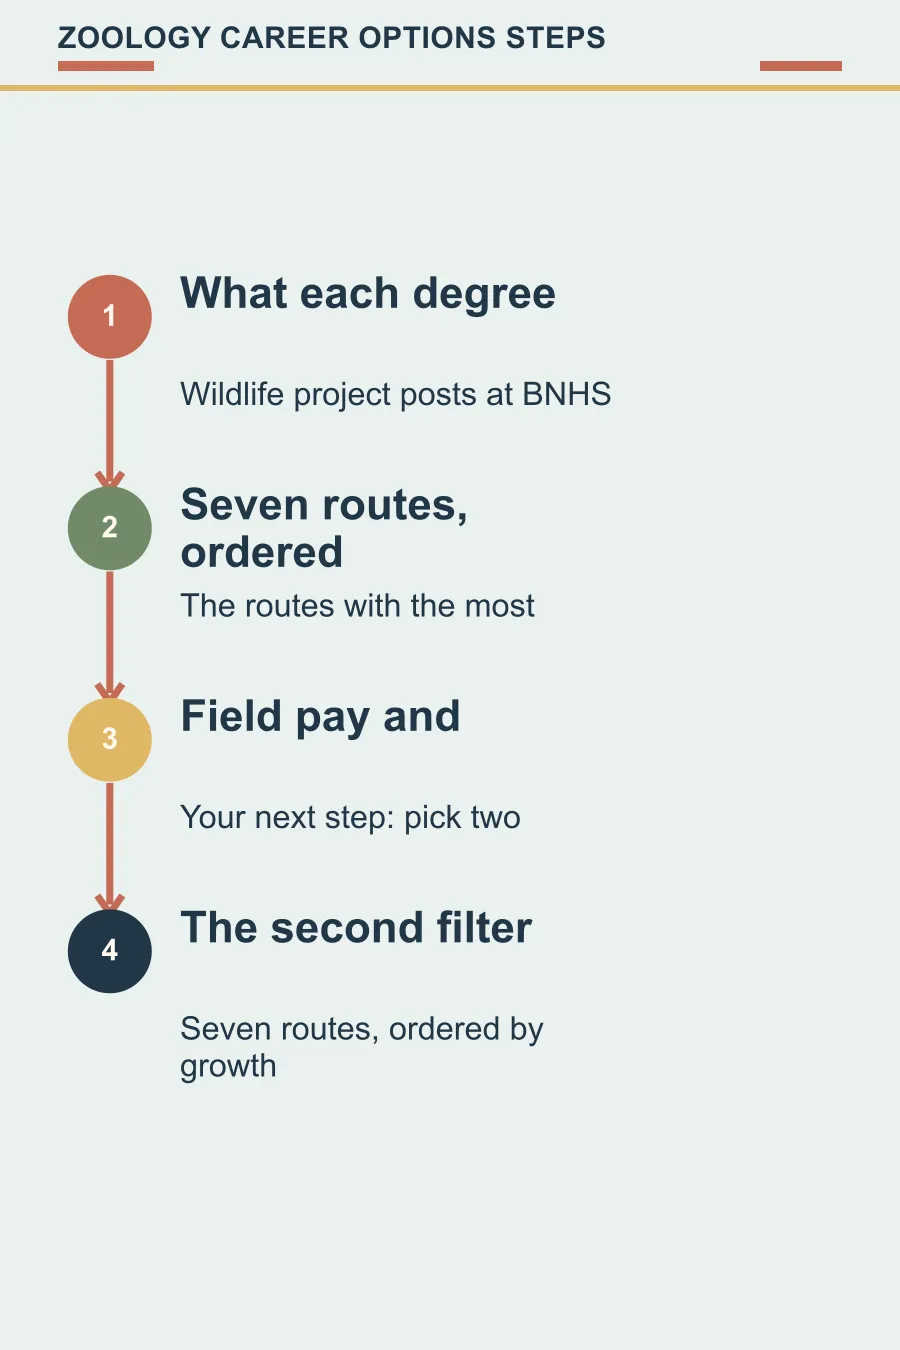 ZOOLOGY CAREER OPTIONS STEPS
1
What each degree
Wildlife project posts at BNHS
2
Seven routes,
ordered
The routes with the most
3
Field pay and
Your next step: pick two
4
The second filter
Seven routes, ordered by
growth